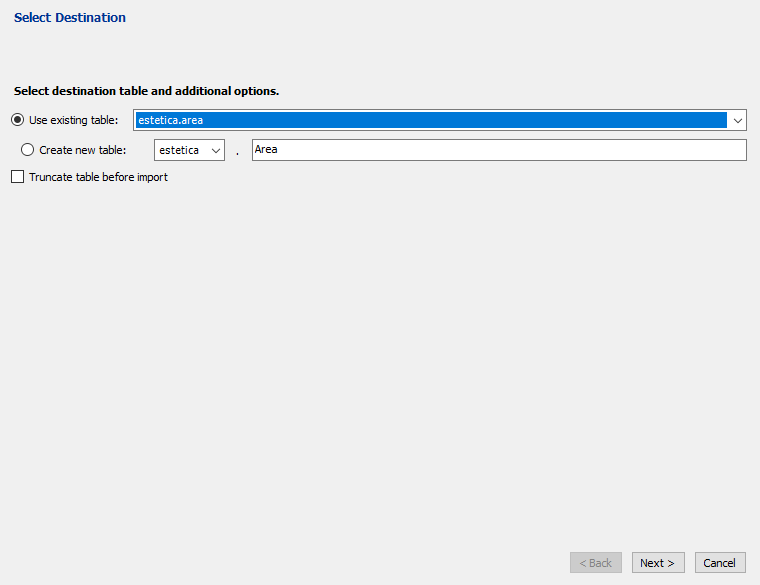 Select Destination
Select destination table and additional options.
Use existing table: estetica.area
Create new table: estetica . Area
Truncate table before import
< Back Next > Cancel